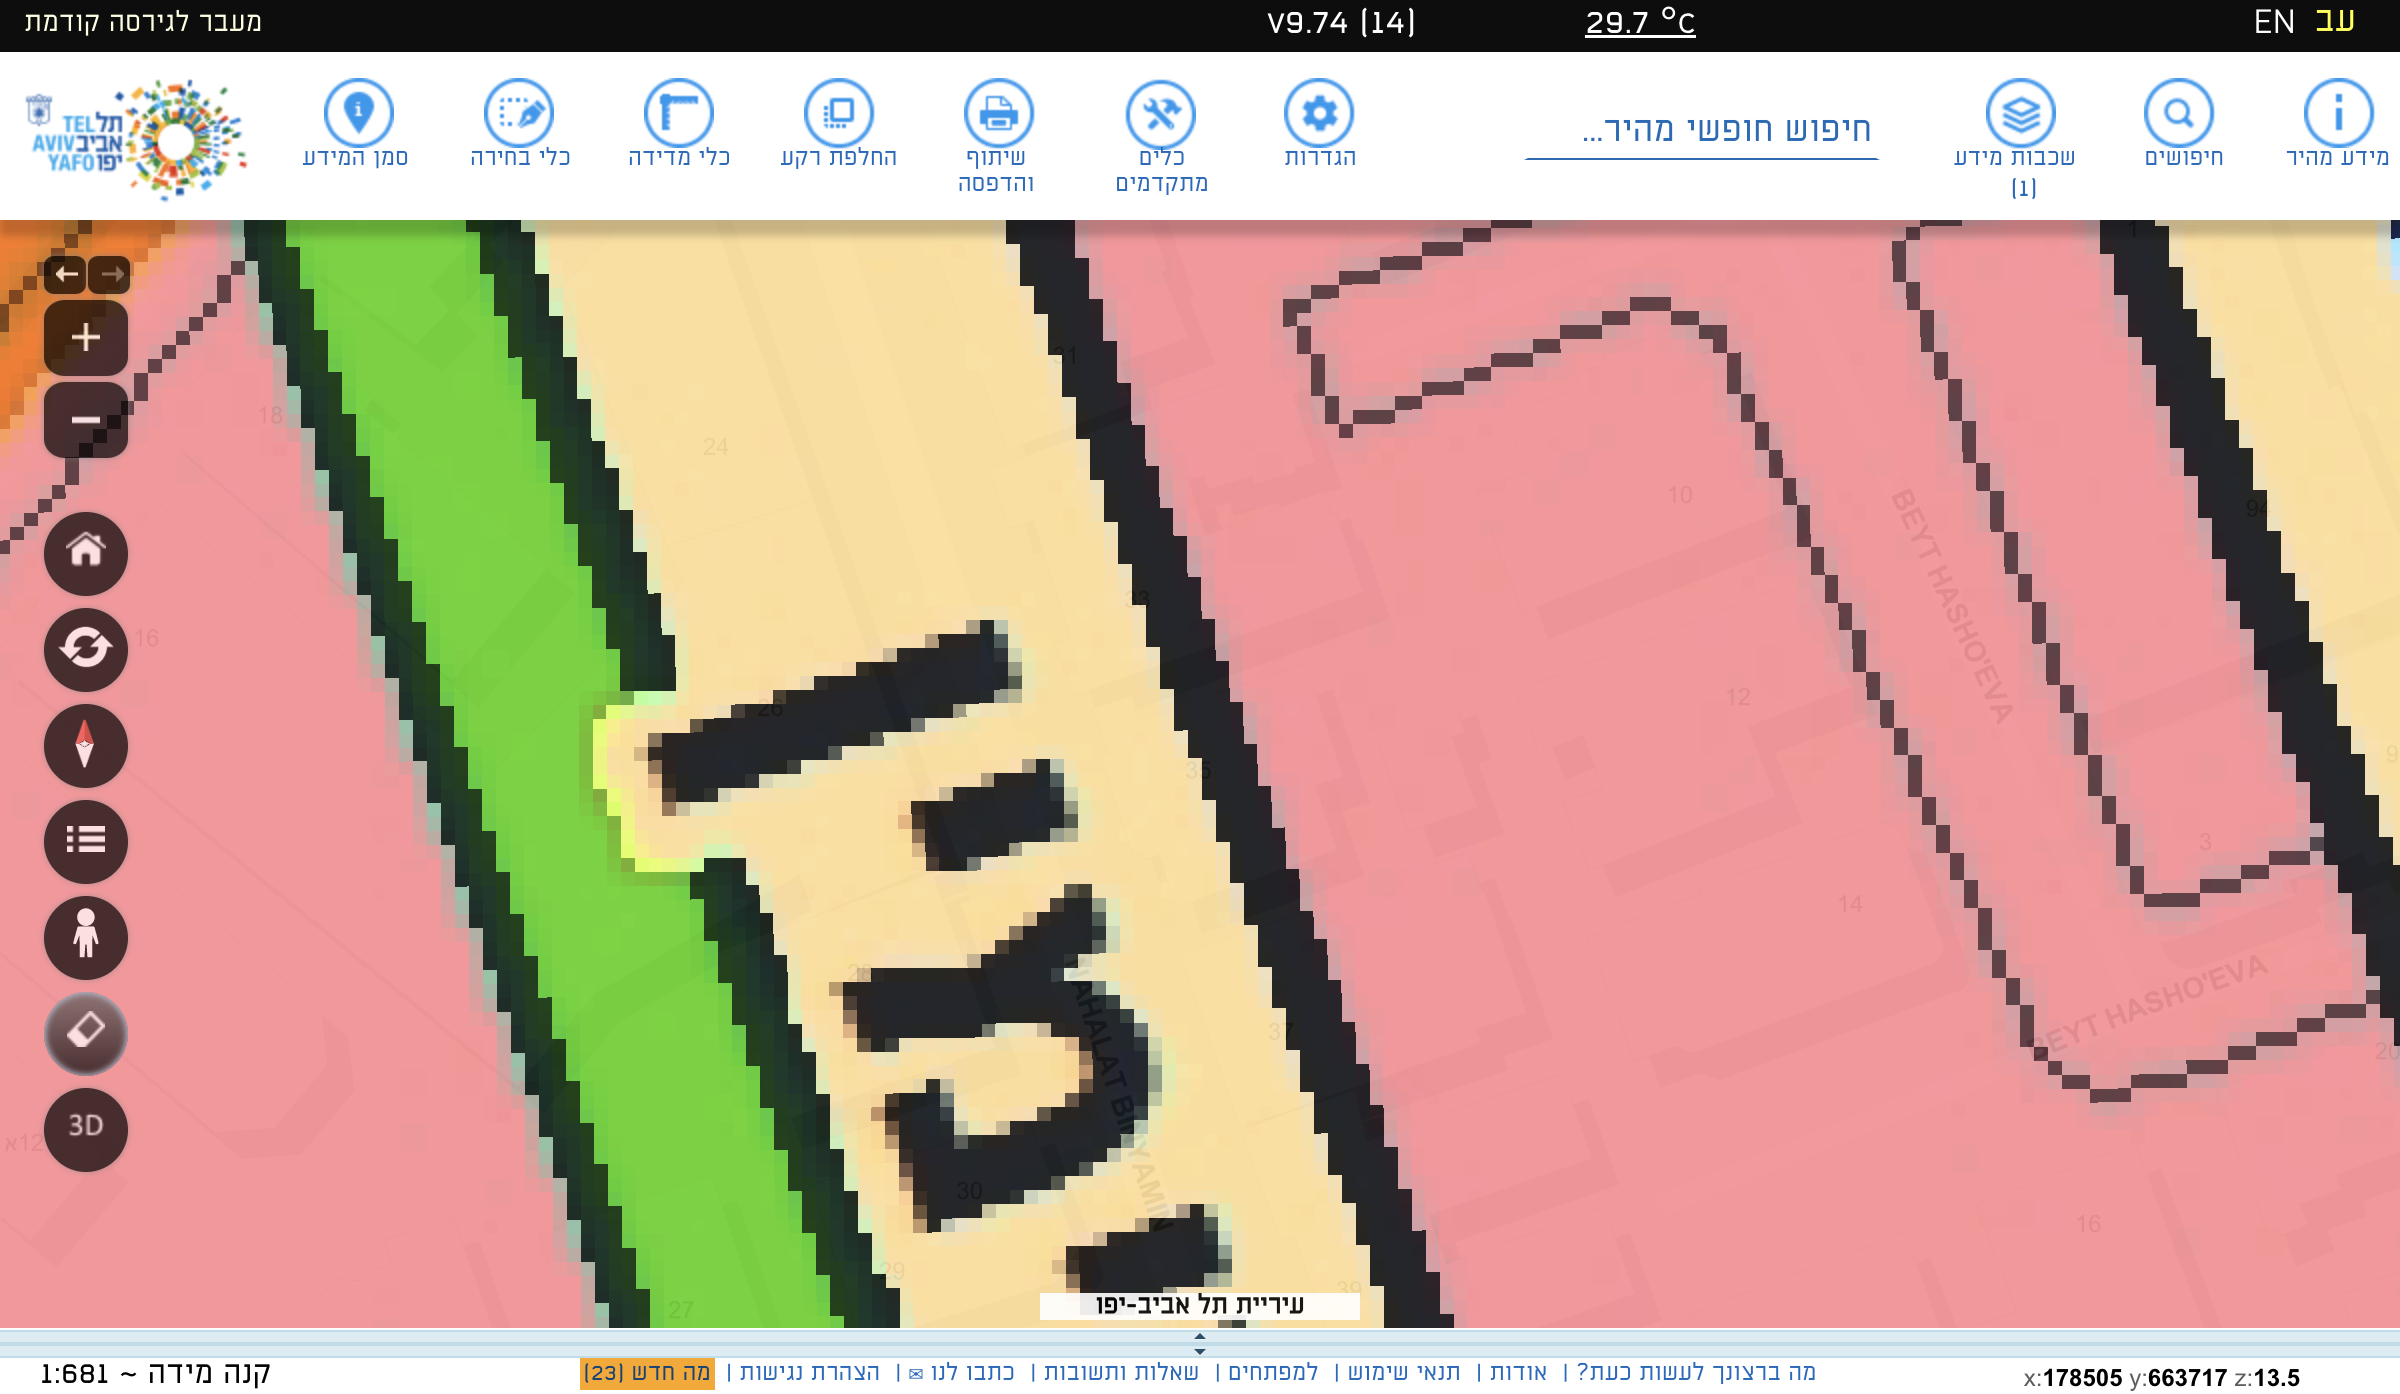 עב EN
29.7 °C
V9.74 (14)
מעבר לגירסה קודמת
מידע מהיר
חיפושים
שכבות מידע
(1)
חיפוש חופשי מהיר...
הגדרות
כלים
מתקדמים
שיתוף
והדפסה
החלפת רקע
כלי מדידה
כלי בחירה
סמן המידע
תל
אביב
יפו
TEL
AVIV
YAFO
1
31
18
24
10
94
BEYT HASHO'EVA
33
16
12
26
35
3
14
28
BEYT HASHO'EVA
NAHALAT BINYAMIN
37
20
3D
12א
30
16
29
39
27
עיריית תל אביב-יפו
מה ברצונך לעשות כעת? | אודות | תנאי שימוש | למפתחים | שאלות ותשובות | כתבו לנו ✉ | הצהרת נגישות | מה חדש (23)
קנה מידה ~ 1:681
x:178505 y:663717 z:13.5